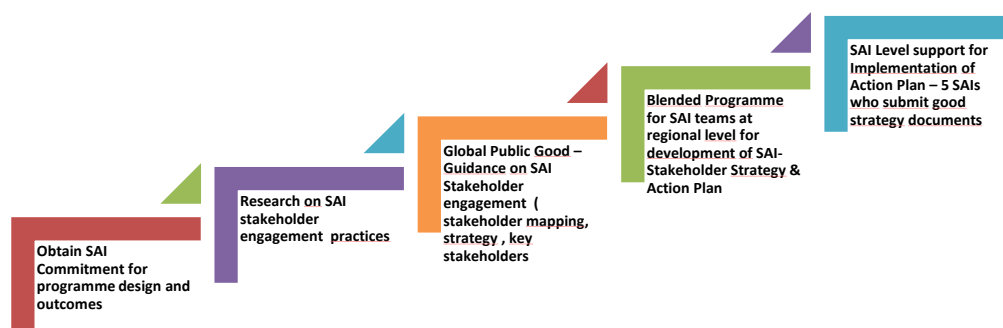 Obtain SAI
Commitment for
programme design and
outcomes
Research on SAI
stakeholder
engagement  practices
Global Public Good –
Guidance on SAI
Stakeholder
engagement  (
stakeholder mapping,
strategy , key
stakeholders
Blended Programme
for SAI teams at
regional level for
development of SAI-
Stakeholder Strategy &
Action Plan
SAI Level support for
Implementation of
Action Plan – 5 SAIs
who submit good
strategy documents